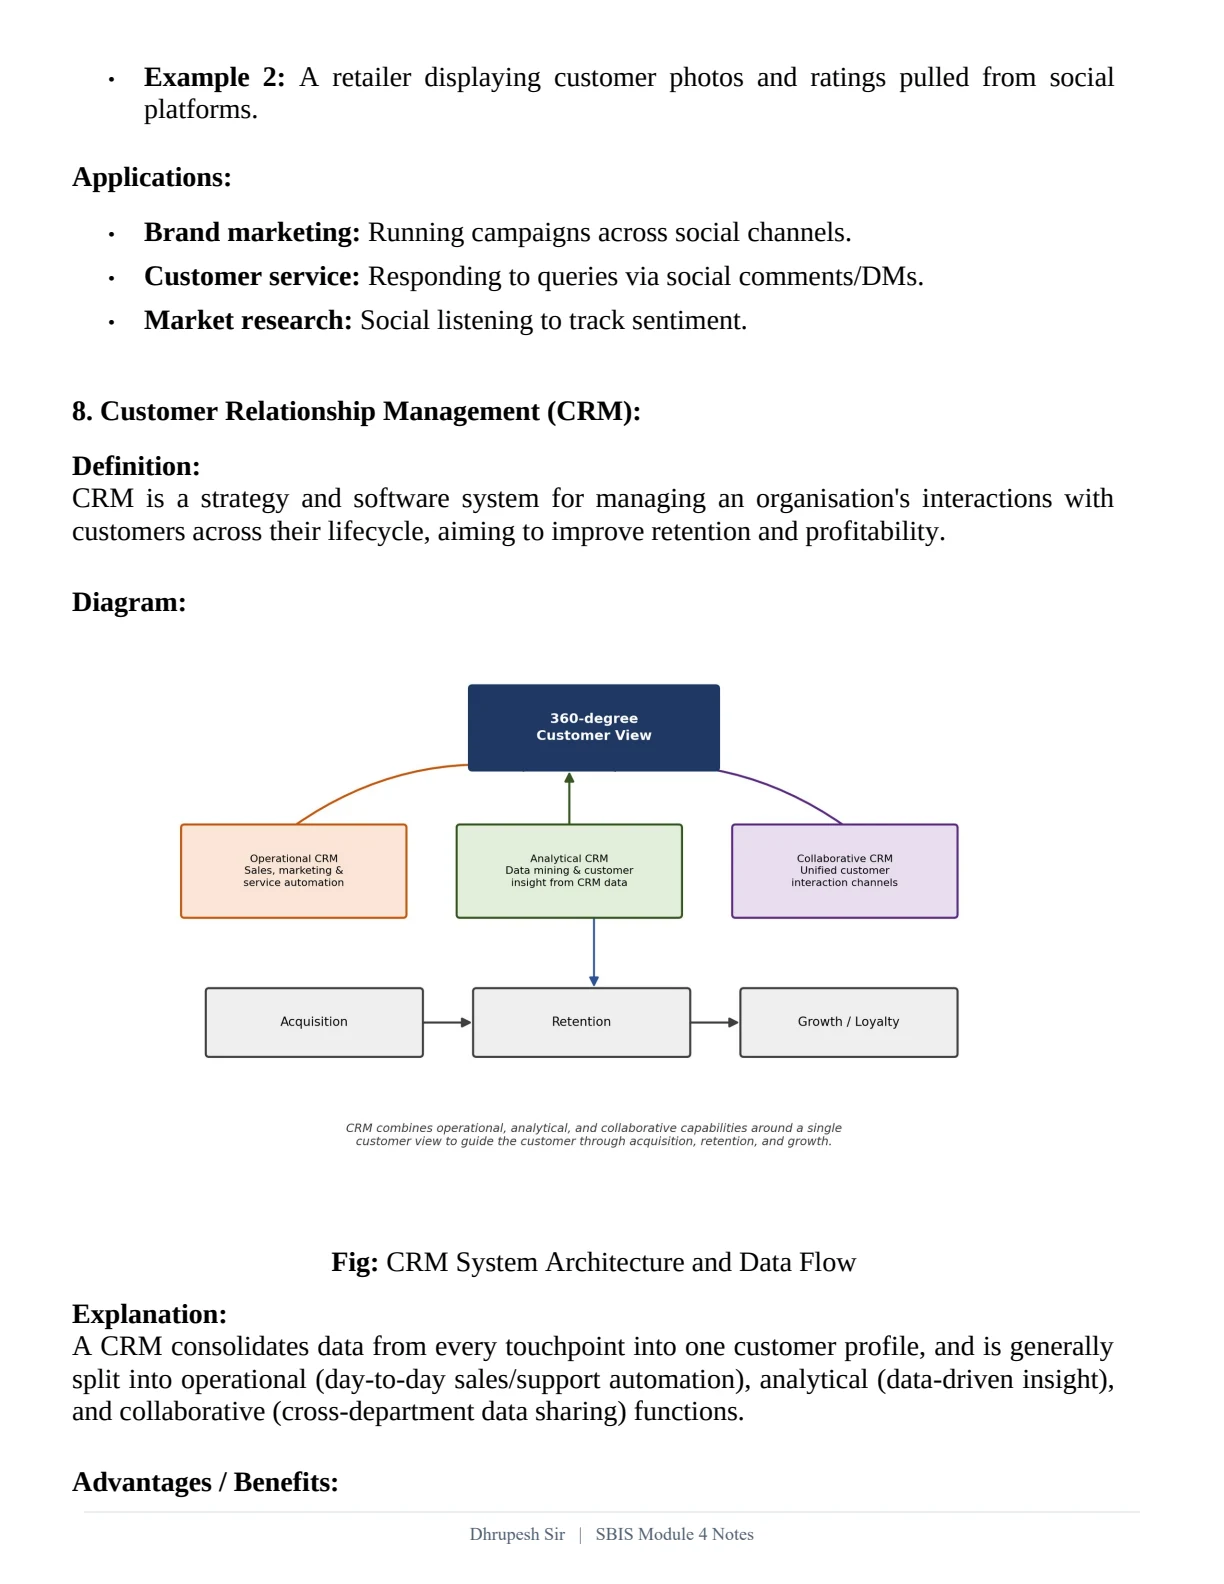 • Example 2: A retailer displaying customer photos and ratings pulled from social
platforms.
Applications:
• Brand marketing: Running campaigns across social channels.
• Customer service: Responding to queries via social comments/DMs.
• Market research: Social listening to track sentiment.
8. Customer Relationship Management (CRM):
Definition:
CRM is a strategy and software system for managing an organisation's interactions with
customers across their lifecycle, aiming to improve retention and profitability.
Diagram:
360-degree
Customer View
Operational CRM
Sales, marketing &
service automation
Analytical CRM
Data mining & customer
insight from CRM data
Collaborative CRM
Unified customer
interaction channels
Acquisition
Retention
Growth / Loyalty
CRM combines operational, analytical, and collaborative capabilities around a single
customer view to guide the customer through acquisition, retention, and growth.
Fig: CRM System Architecture and Data Flow
Explanation:
A CRM consolidates data from every touchpoint into one customer profile, and is generally
split into operational (day-to-day sales/support automation), analytical (data-driven insight),
and collaborative (cross-department data sharing) functions.
Advantages / Benefits:
Dhrupesh Sir | SBIS Module 4 Notes